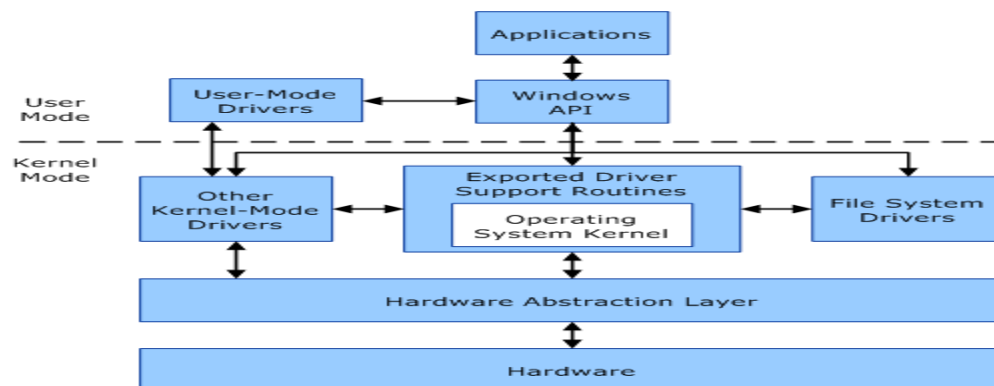 Applications
User-Mode
Drivers
Windows
API
User
Mode
Kernel
Mode
Other
Kernel-Mode
Drivers
Exported Driver
Support Routines
Operating
System Kernel
File System
Drivers
Hardware Abstraction Layer
Hardware